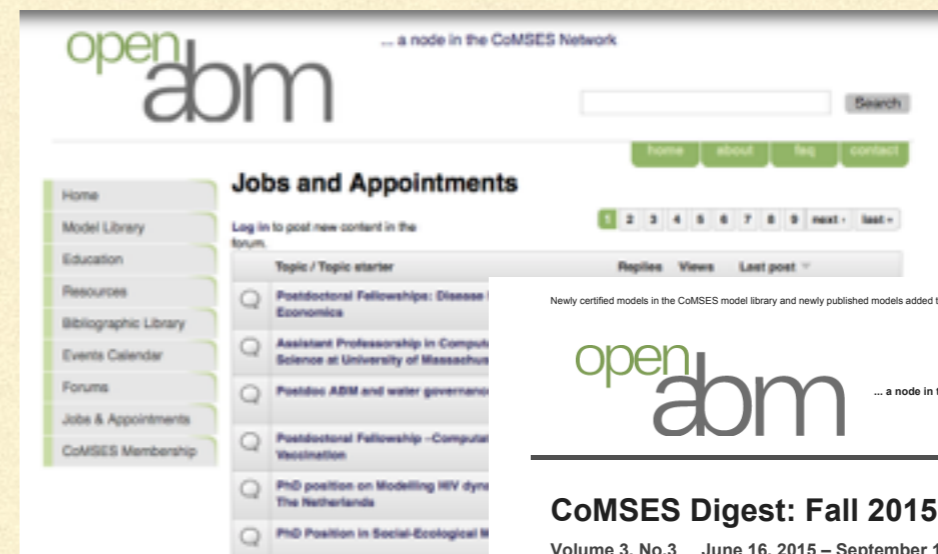 open
abm
... a node in the CoMSES Network
Search
home about faq contact
Home
Model Library
Education
Resources
Bibliographic Library
Events Calendar
Forums
Jobs & Appointments
CoMSES Membership
Jobs and Appointments
Log in to post new content in the
forum.
1 2 3 4 5 6 7 8 9 next › last »
Topic / Topic starter Replies Views Last post
Postdoctoral Fellowships: Disease
Economics
Assistant Professorship in
Science at University of
Postdoc ABM and water
Postdoctoral Fellowship –
Vaccination
PhD position on Modelling HIV
The Netherlands
PhD Position in Social-Ecological
Newly certified models in the CoMSES model library and newly published models added
open
abm
... a node in
CoMSES Digest: Fall 2015
Volume 3, No.3 June 16, 2015 – September